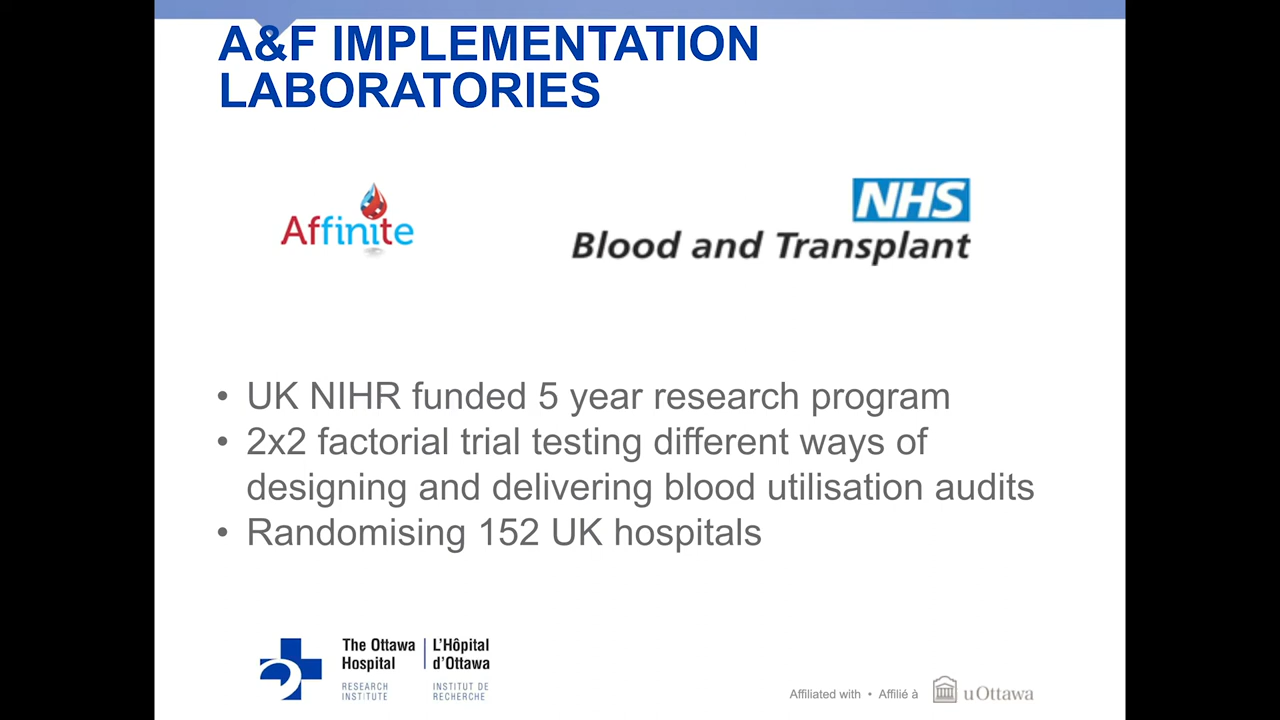 A&F IMPLEMENTATION
LABORATORIES
Affinite
NHS
Blood and Transplant
• UK NIHR funded 5 year research program
• 2x2 factorial trial testing different ways of
designing and delivering blood utilisation audits
• Randomising 152 UK hospitals
The Ottawa
Hospital
RESEARCH
INSTITUTE
L'Hôpital
d'Ottawa
INSTITUT DE
RECHERCHE
Affiliated with • Affilié à
uOttawa